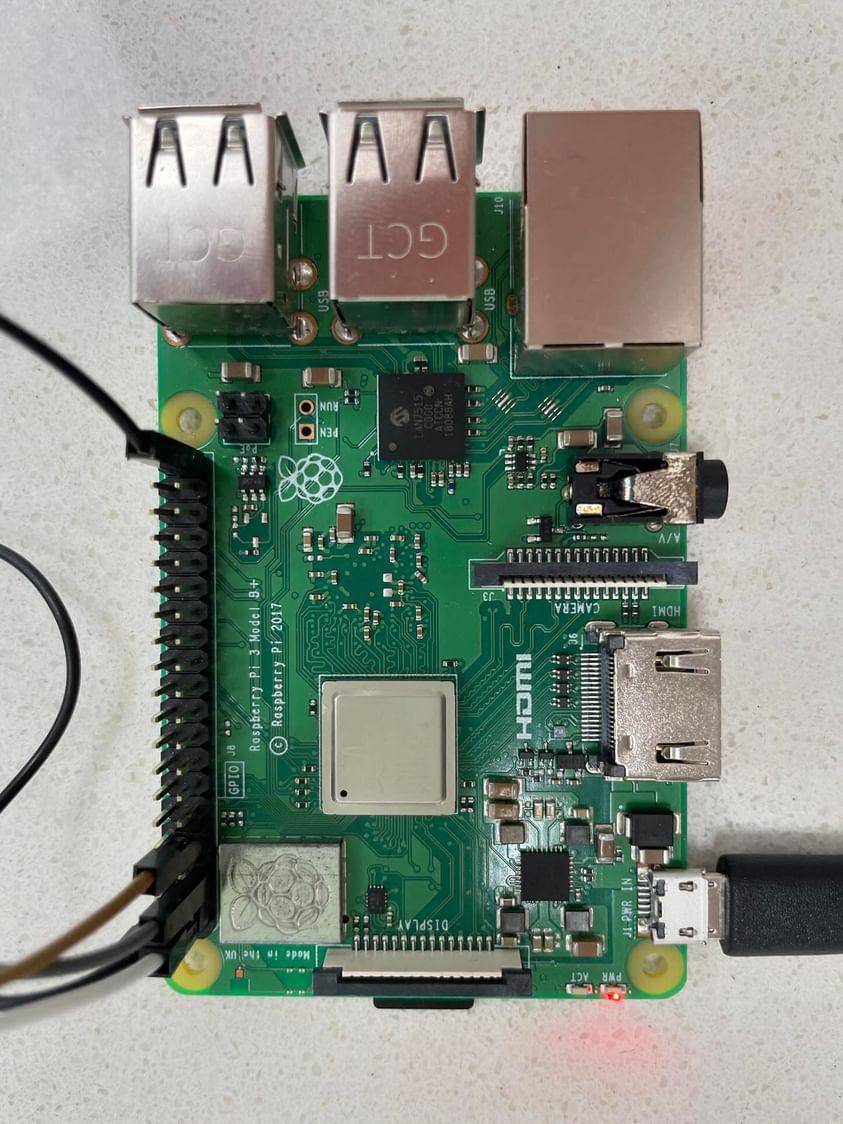 GCT
GCT
J10
USB
USB
RUN
PEN
PoE
LAN7515
A/V
J3
CAMERA
HDMI
J6
HDMI
Raspberry Pi 3 Model B+
© Raspberry Pi 2017
J8
GPIO
J1
PWR IN
DISPLAY
Made in the UK
ACT
PWR